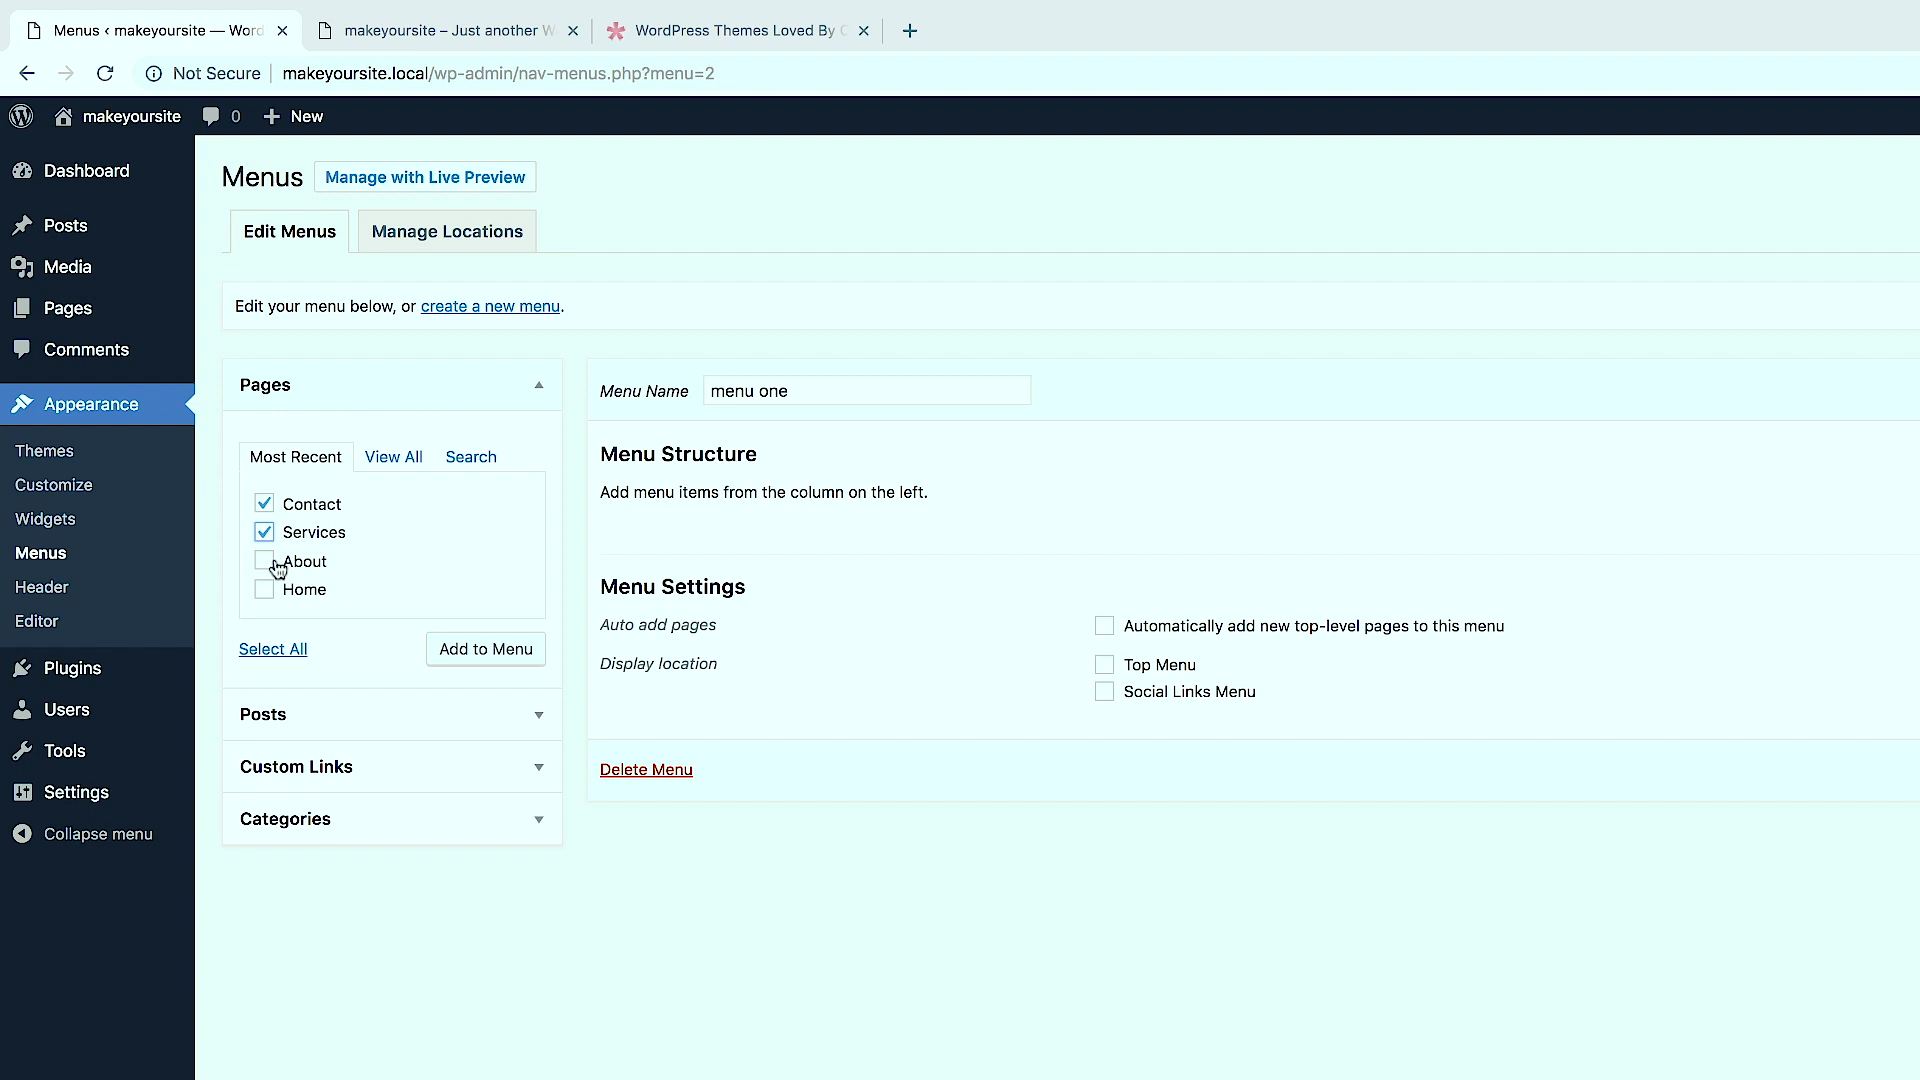 Menus ‹ makeyoursite — Word
makeyoursite – Just another W
WordPress Themes Loved By
Not Secure
makeyoursite.local/wp-admin/nav-menus.php?menu=2
makeyoursite
0
New
Dashboard
Posts
Media
Pages
Comments
Appearance
Themes
Customize
Widgets
Menus
Header
Editor
Plugins
Users
Tools
Settings
Collapse menu
Menus
Manage with Live Preview
Edit Menus
Manage Locations
Edit your menu below, or create a new menu.
Pages
Most Recent
View All
Search
Contact
Services
About
Home
Select All
Add to Menu
Posts
Custom Links
Categories
Menu Name
menu one
Menu Structure
Add menu items from the column on the left.
Menu Settings
Auto add pages
Automatically add new top-level pages to this menu
Display location
Top Menu
Social Links Menu
Delete Menu